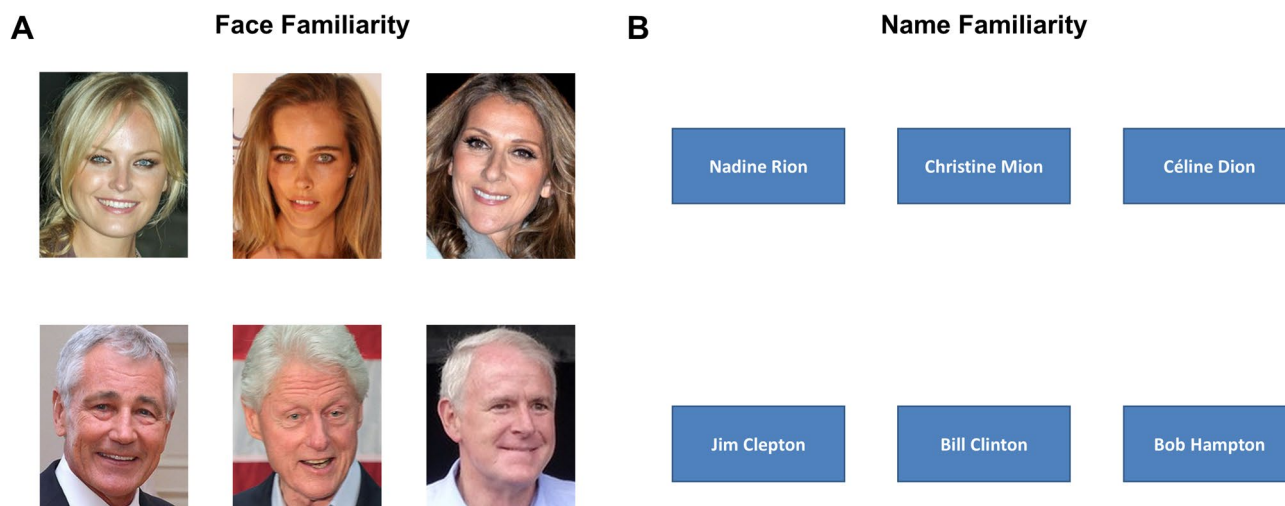 A
Face Familiarity
B
Name Familiarity
Nadine Rion
Christine Mion
Céline Dion
Jim Clepton
Bill Clinton
Bob Hampton